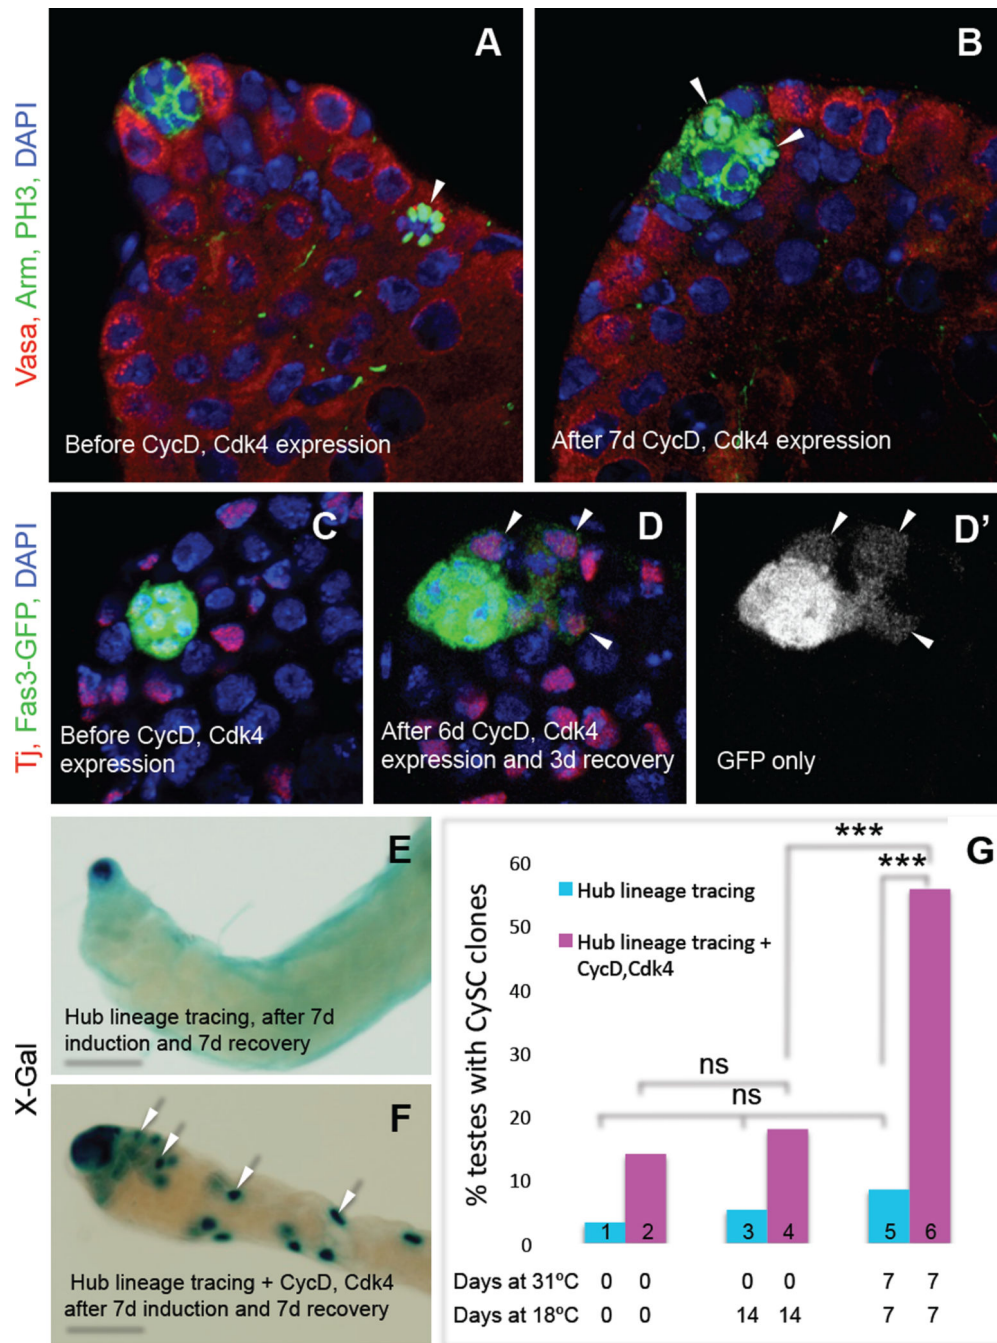 Vasa, Arm, PH3, DAPI
A
Before CycD, Cdk4 expression
B
After 7d CycD, Cdk4 expression
Tj, Fas3-GFP, DAPI
C
Before CycD, Cdk4
expression
D
After 6d CycD, Cdk4
expression and 3d recovery
D’
GFP only
X-Gal
E
Hub lineage tracing, after 7d
induction and 7d recovery
F
Hub lineage tracing + CycD, Cdk4
after 7d induction and 7d recovery
G
% testes with CySC clones
60
50
40
30
20
10
0
Hub lineage tracing
Hub lineage tracing +
CycD,Cdk4
***
***
ns
ns
1 2 3 4 5 6
Days at 31ºC 0 0 0 0 7 7
Days at 18ºC 0 0 14 14 7 7